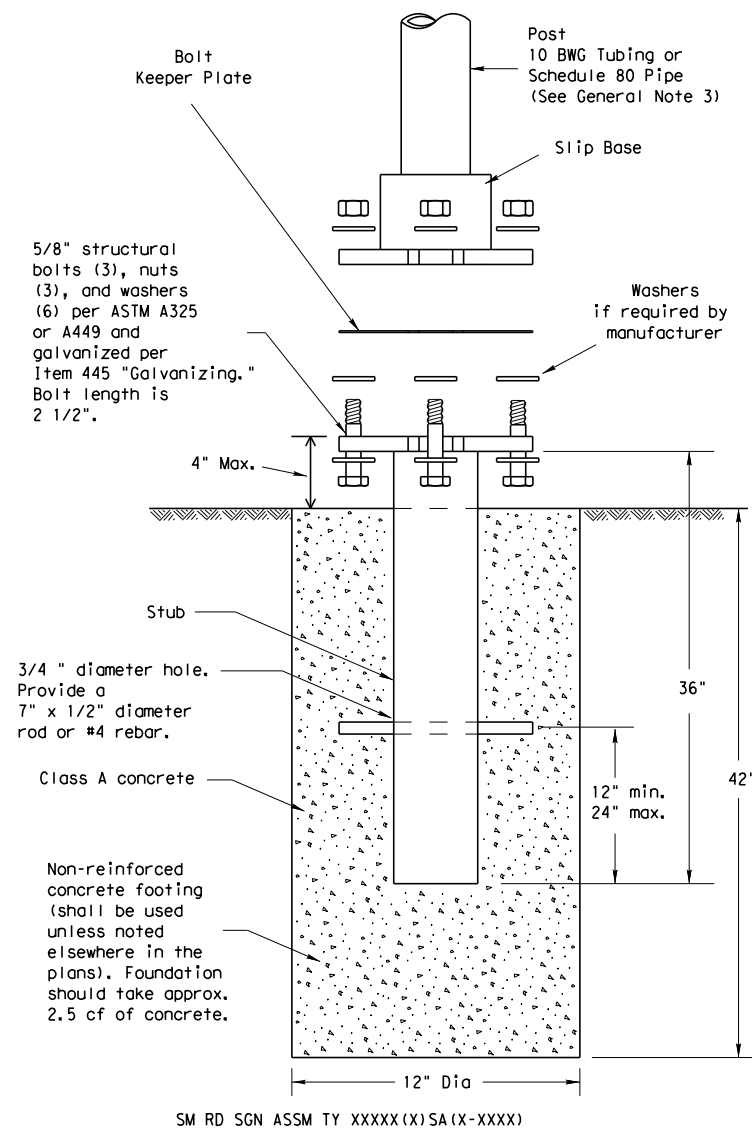 Bolt
Keeper Plate
Post
10 BWG Tubing or
Schedule 80 Pipe
(See General Note 3)
Slip Base
5/8" structural
bolts (3), nuts
(3), and washers
(6) per ASTM A325
or A449 and
galvanized per
Item 445 "Galvanizing."
Bolt length is
2 1/2".
Washers
if required by
manufacturer
4" Max.
Stub
3/4 " diameter hole.
Provide a
7" x 1/2" diameter
rod or #4 rebar.
36"
Class A concrete
12" min.
24" max.
42"
Non-reinforced
concrete footing
(shall be used
unless noted
elsewhere in the
plans). Foundation
should take approx.
2.5 cf of concrete.
12" Dia
SM RD SGN ASSM TY XXXXX(X)SA(X-XXXX)